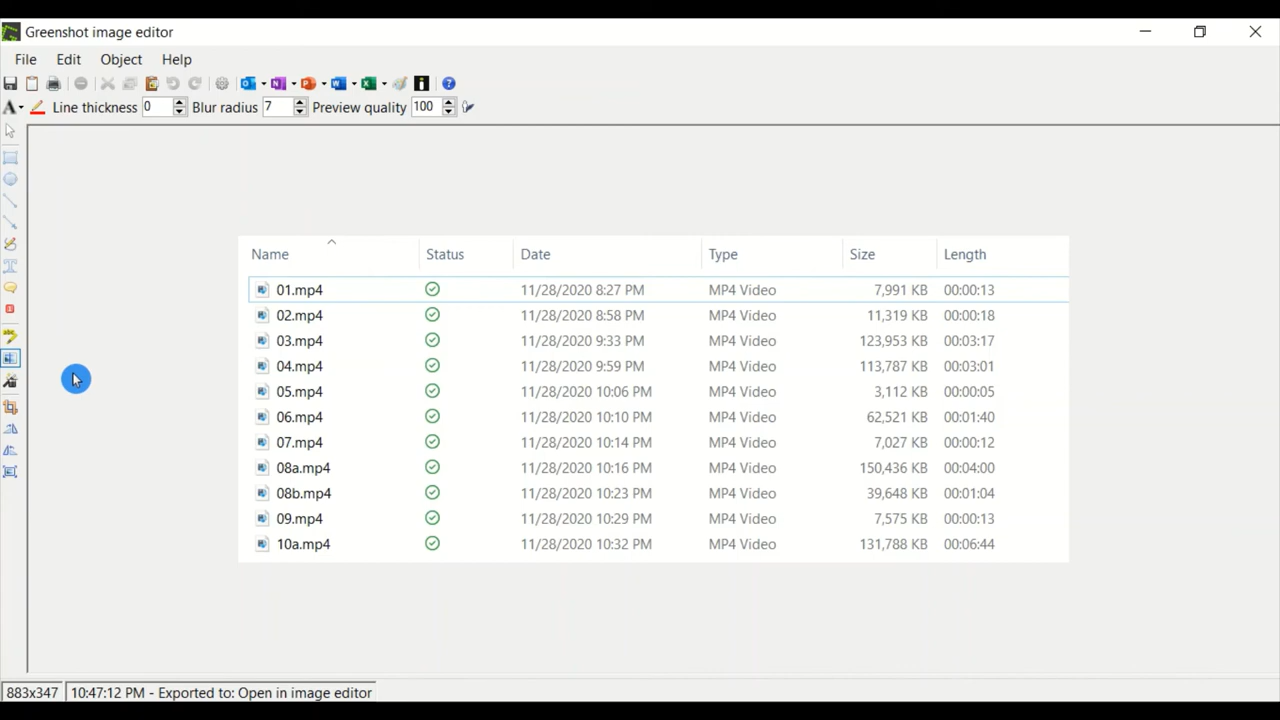 Greenshot image editor
File Edit Object Help
Line thickness 0 Blur radius 7 Preview quality 100
Name Status Date Type Size Length
01.mp4 11/28/2020 8:27 PM MP4 Video 7,991 KB 00:00:13
02.mp4 11/28/2020 8:58 PM MP4 Video 11,319 KB 00:00:18
03.mp4 11/28/2020 9:33 PM MP4 Video 123,953 KB 00:03:17
04.mp4 11/28/2020 9:59 PM MP4 Video 113,787 KB 00:03:01
05.mp4 11/28/2020 10:06 PM MP4 Video 3,112 KB 00:00:05
06.mp4 11/28/2020 10:10 PM MP4 Video 62,521 KB 00:01:40
07.mp4 11/28/2020 10:14 PM MP4 Video 7,027 KB 00:00:12
08a.mp4 11/28/2020 10:16 PM MP4 Video 150,436 KB 00:04:00
08b.mp4 11/28/2020 10:23 PM MP4 Video 39,648 KB 00:01:04
09.mp4 11/28/2020 10:29 PM MP4 Video 7,575 KB 00:00:13
10a.mp4 11/28/2020 10:32 PM MP4 Video 131,788 KB 00:06:44
883x347 10:47:12 PM - Exported to: Open in image editor